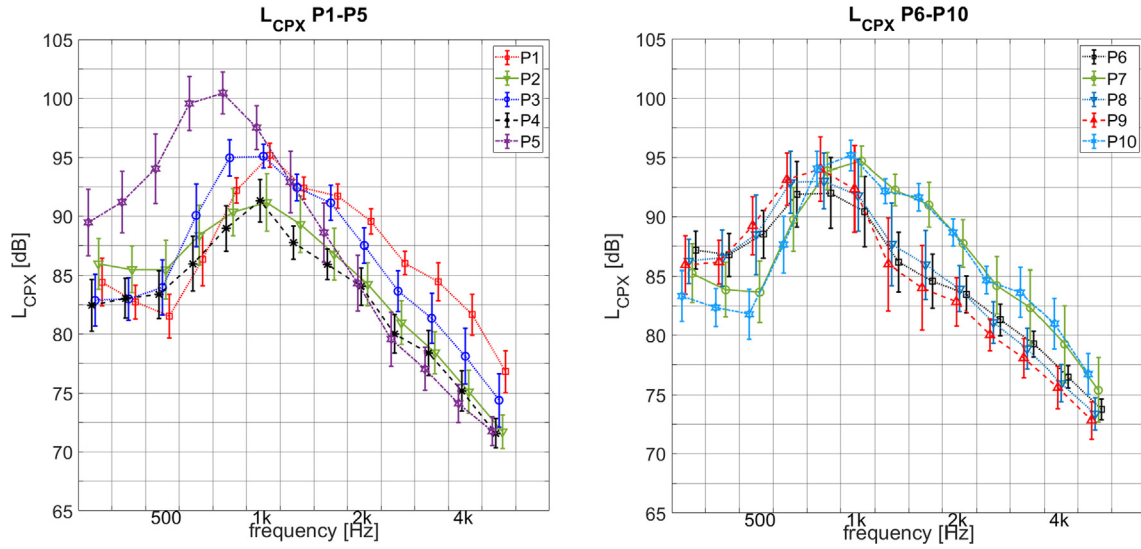 L_CPX P1-P5
105
100
95
90
85
80
75
70
65
L_CPX [dB]
500 1k 2k 4k
frequency [Hz]
P1
P2
P3
P4
P5
L_CPX P6-P10
105
100
95
90
85
80
75
70
65
L_CPX [dB]
500 1k 2k 4k
frequency [Hz]
P6
P7
P8
P9
P10